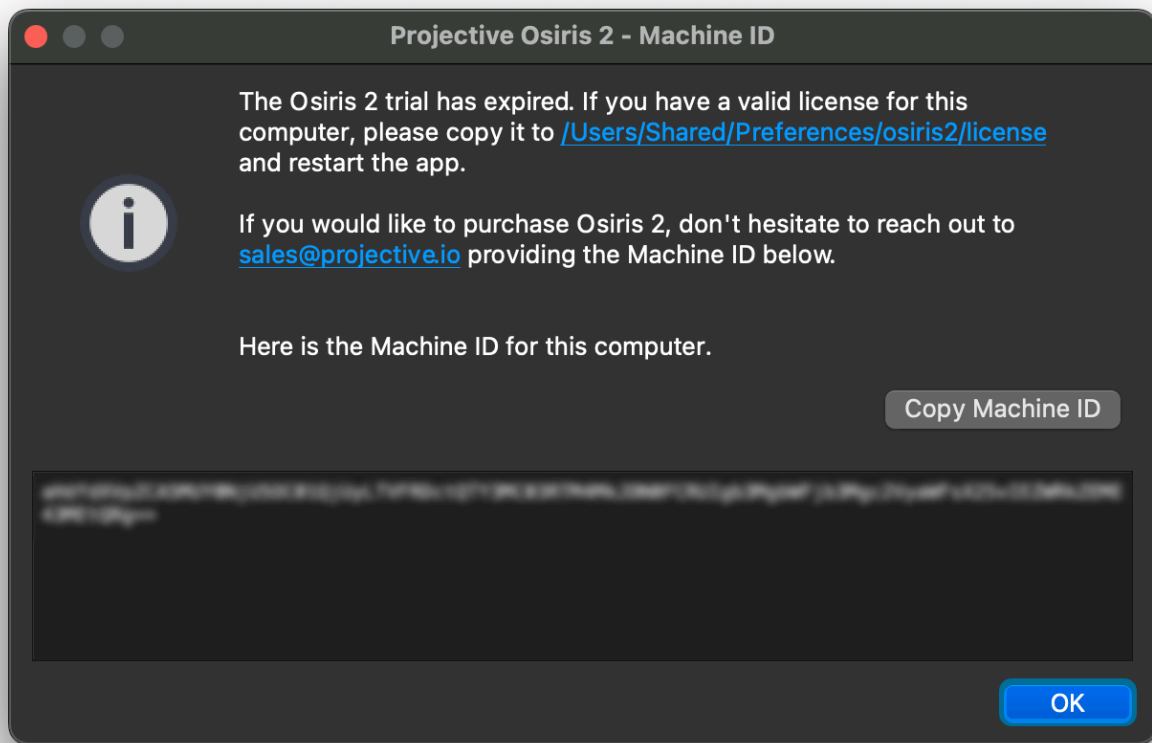 Projective Osiris 2 - Machine ID
The Osiris 2 trial has expired. If you have a valid license for this
computer, please copy it to /Users/Shared/Preferences/osiris2/license
and restart the app.
If you would like to purchase Osiris 2, don't hesitate to reach out to
sales@projective.io providing the Machine ID below.
Here is the Machine ID for this computer.
Copy Machine ID
OK